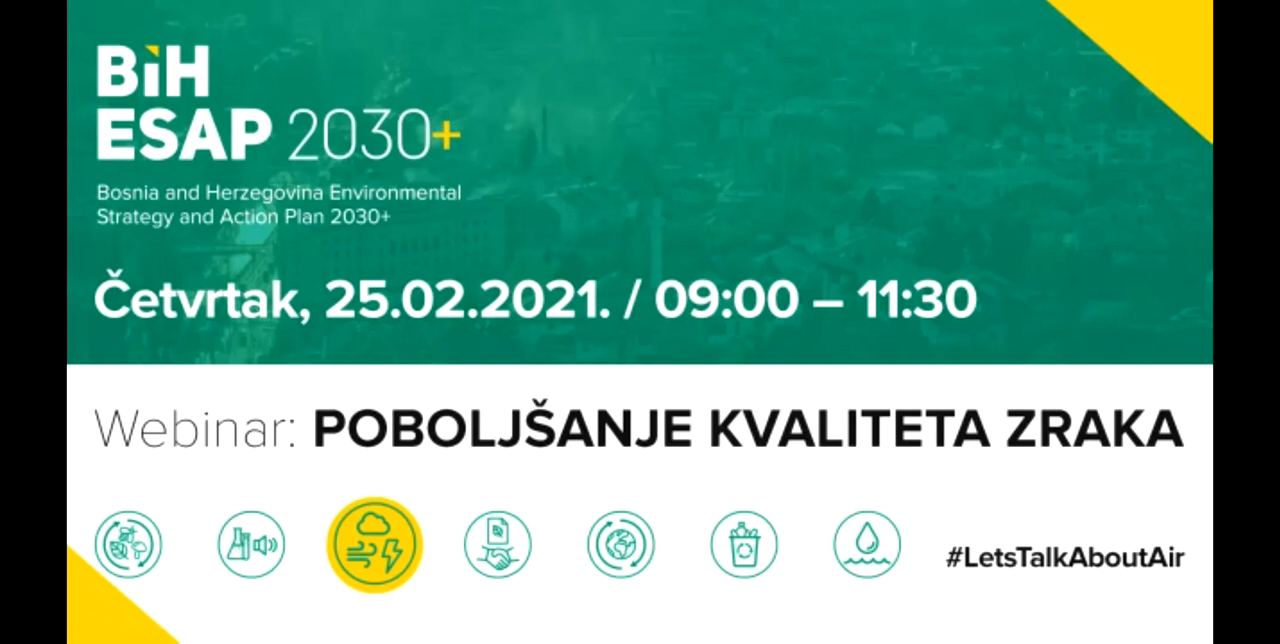 BiH
ESAP 2030+
Bosnia and Herzegovina Environmental
Strategy and Action Plan 2030+
Četvrtak, 25.02.2021. / 09:00 – 11:30
Webinar: POBOLJŠANJE KVALITETA ZRAKA
#LetsTalkAboutAir